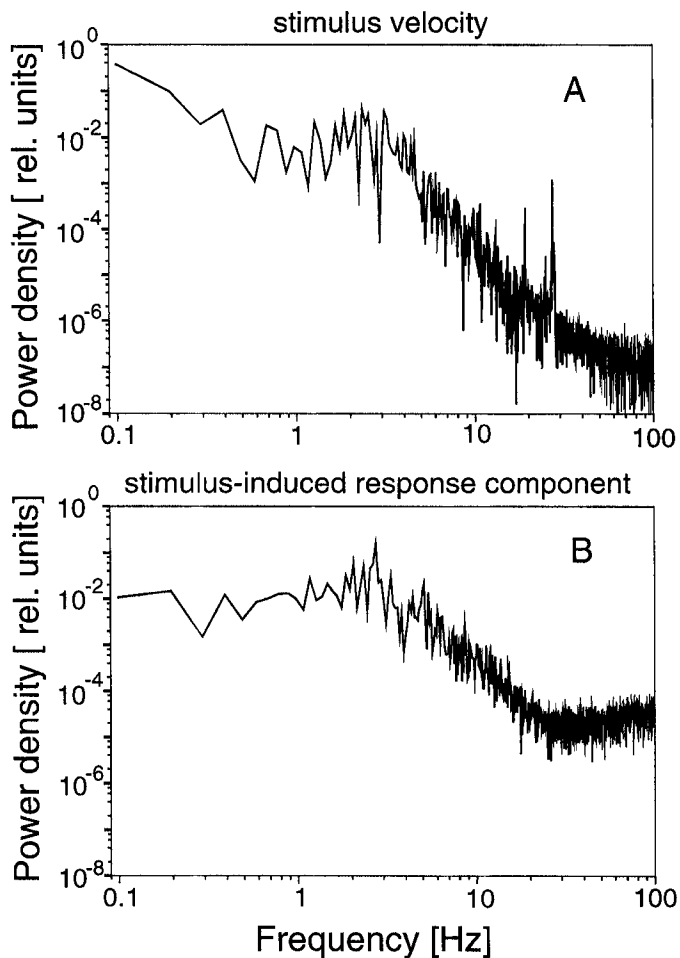 stimulus velocity
Power density [ rel. units]
10^0
10^-2
10^-4
10^-6
10^-8
A
0.1 1 10 100
stimulus-induced response component
Power density [ rel. units]
10^0
10^-2
10^-4
10^-6
10^-8
B
0.1 1 10 100
Frequency [Hz]